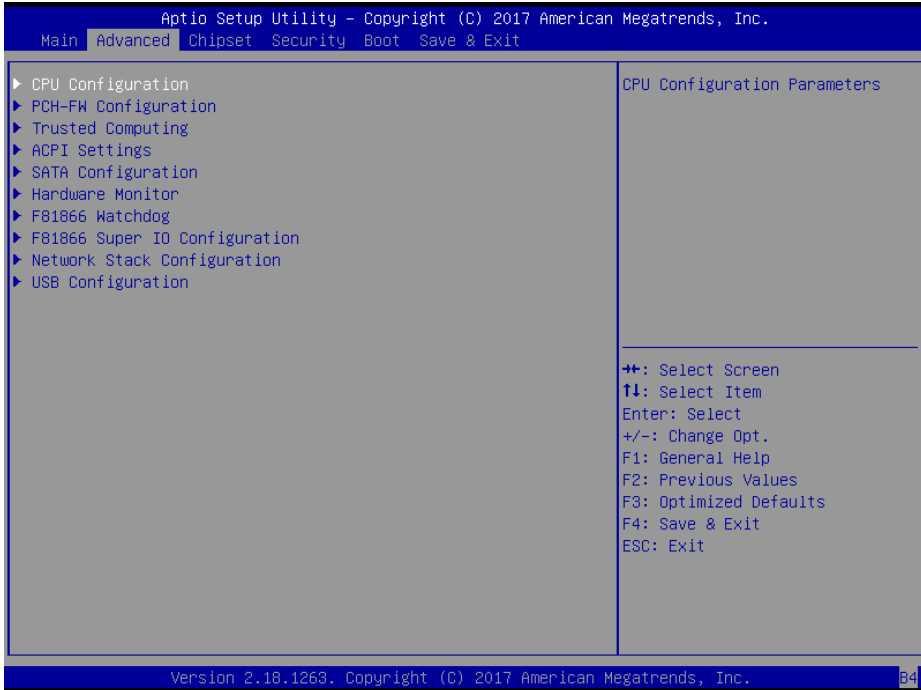 Aptio Setup Utility – Copyright (C) 2017 American Megatrends, Inc.
Main Advanced Chipset Security Boot Save & Exit
▶ CPU Configuration
▶ PCH-FW Configuration
▶ Trusted Computing
▶ ACPI Settings
▶ SATA Configuration
▶ Hardware Monitor
▶ F81866 Watchdog
▶ F81866 Super IO Configuration
▶ Network Stack Configuration
▶ USB Configuration
CPU Configuration Parameters
→←: Select Screen
↑↓: Select Item
Enter: Select
+/-: Change Opt.
F1: General Help
F2: Previous Values
F3: Optimized Defaults
F4: Save & Exit
ESC: Exit
Version 2.18.1263. Copyright (C) 2017 American Megatrends, Inc.
B4